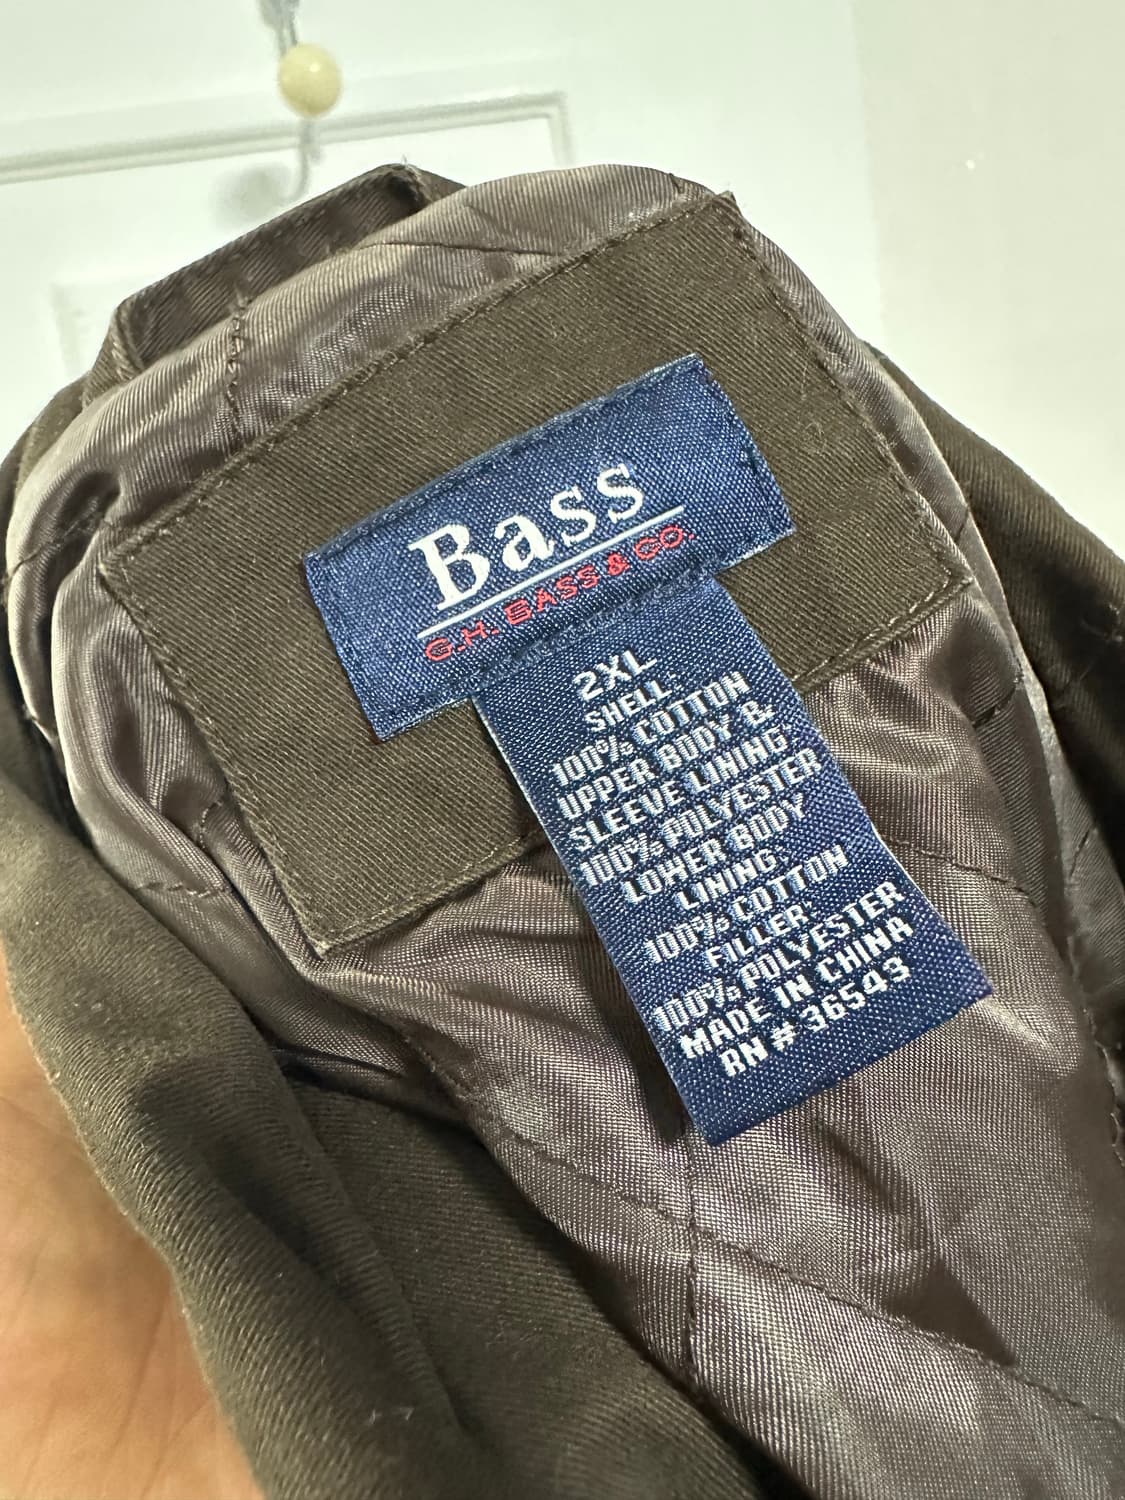 Bass
G.H. BASS & CO.
2XL
SHELL:
100% COTTON
UPPER BODY &
SLEEVE LINING:
100% POLYESTER
LOWER BODY
LINING:
100% COTTON
FILLER:
100% POLYESTER
MADE IN CHINA
RN # 36543